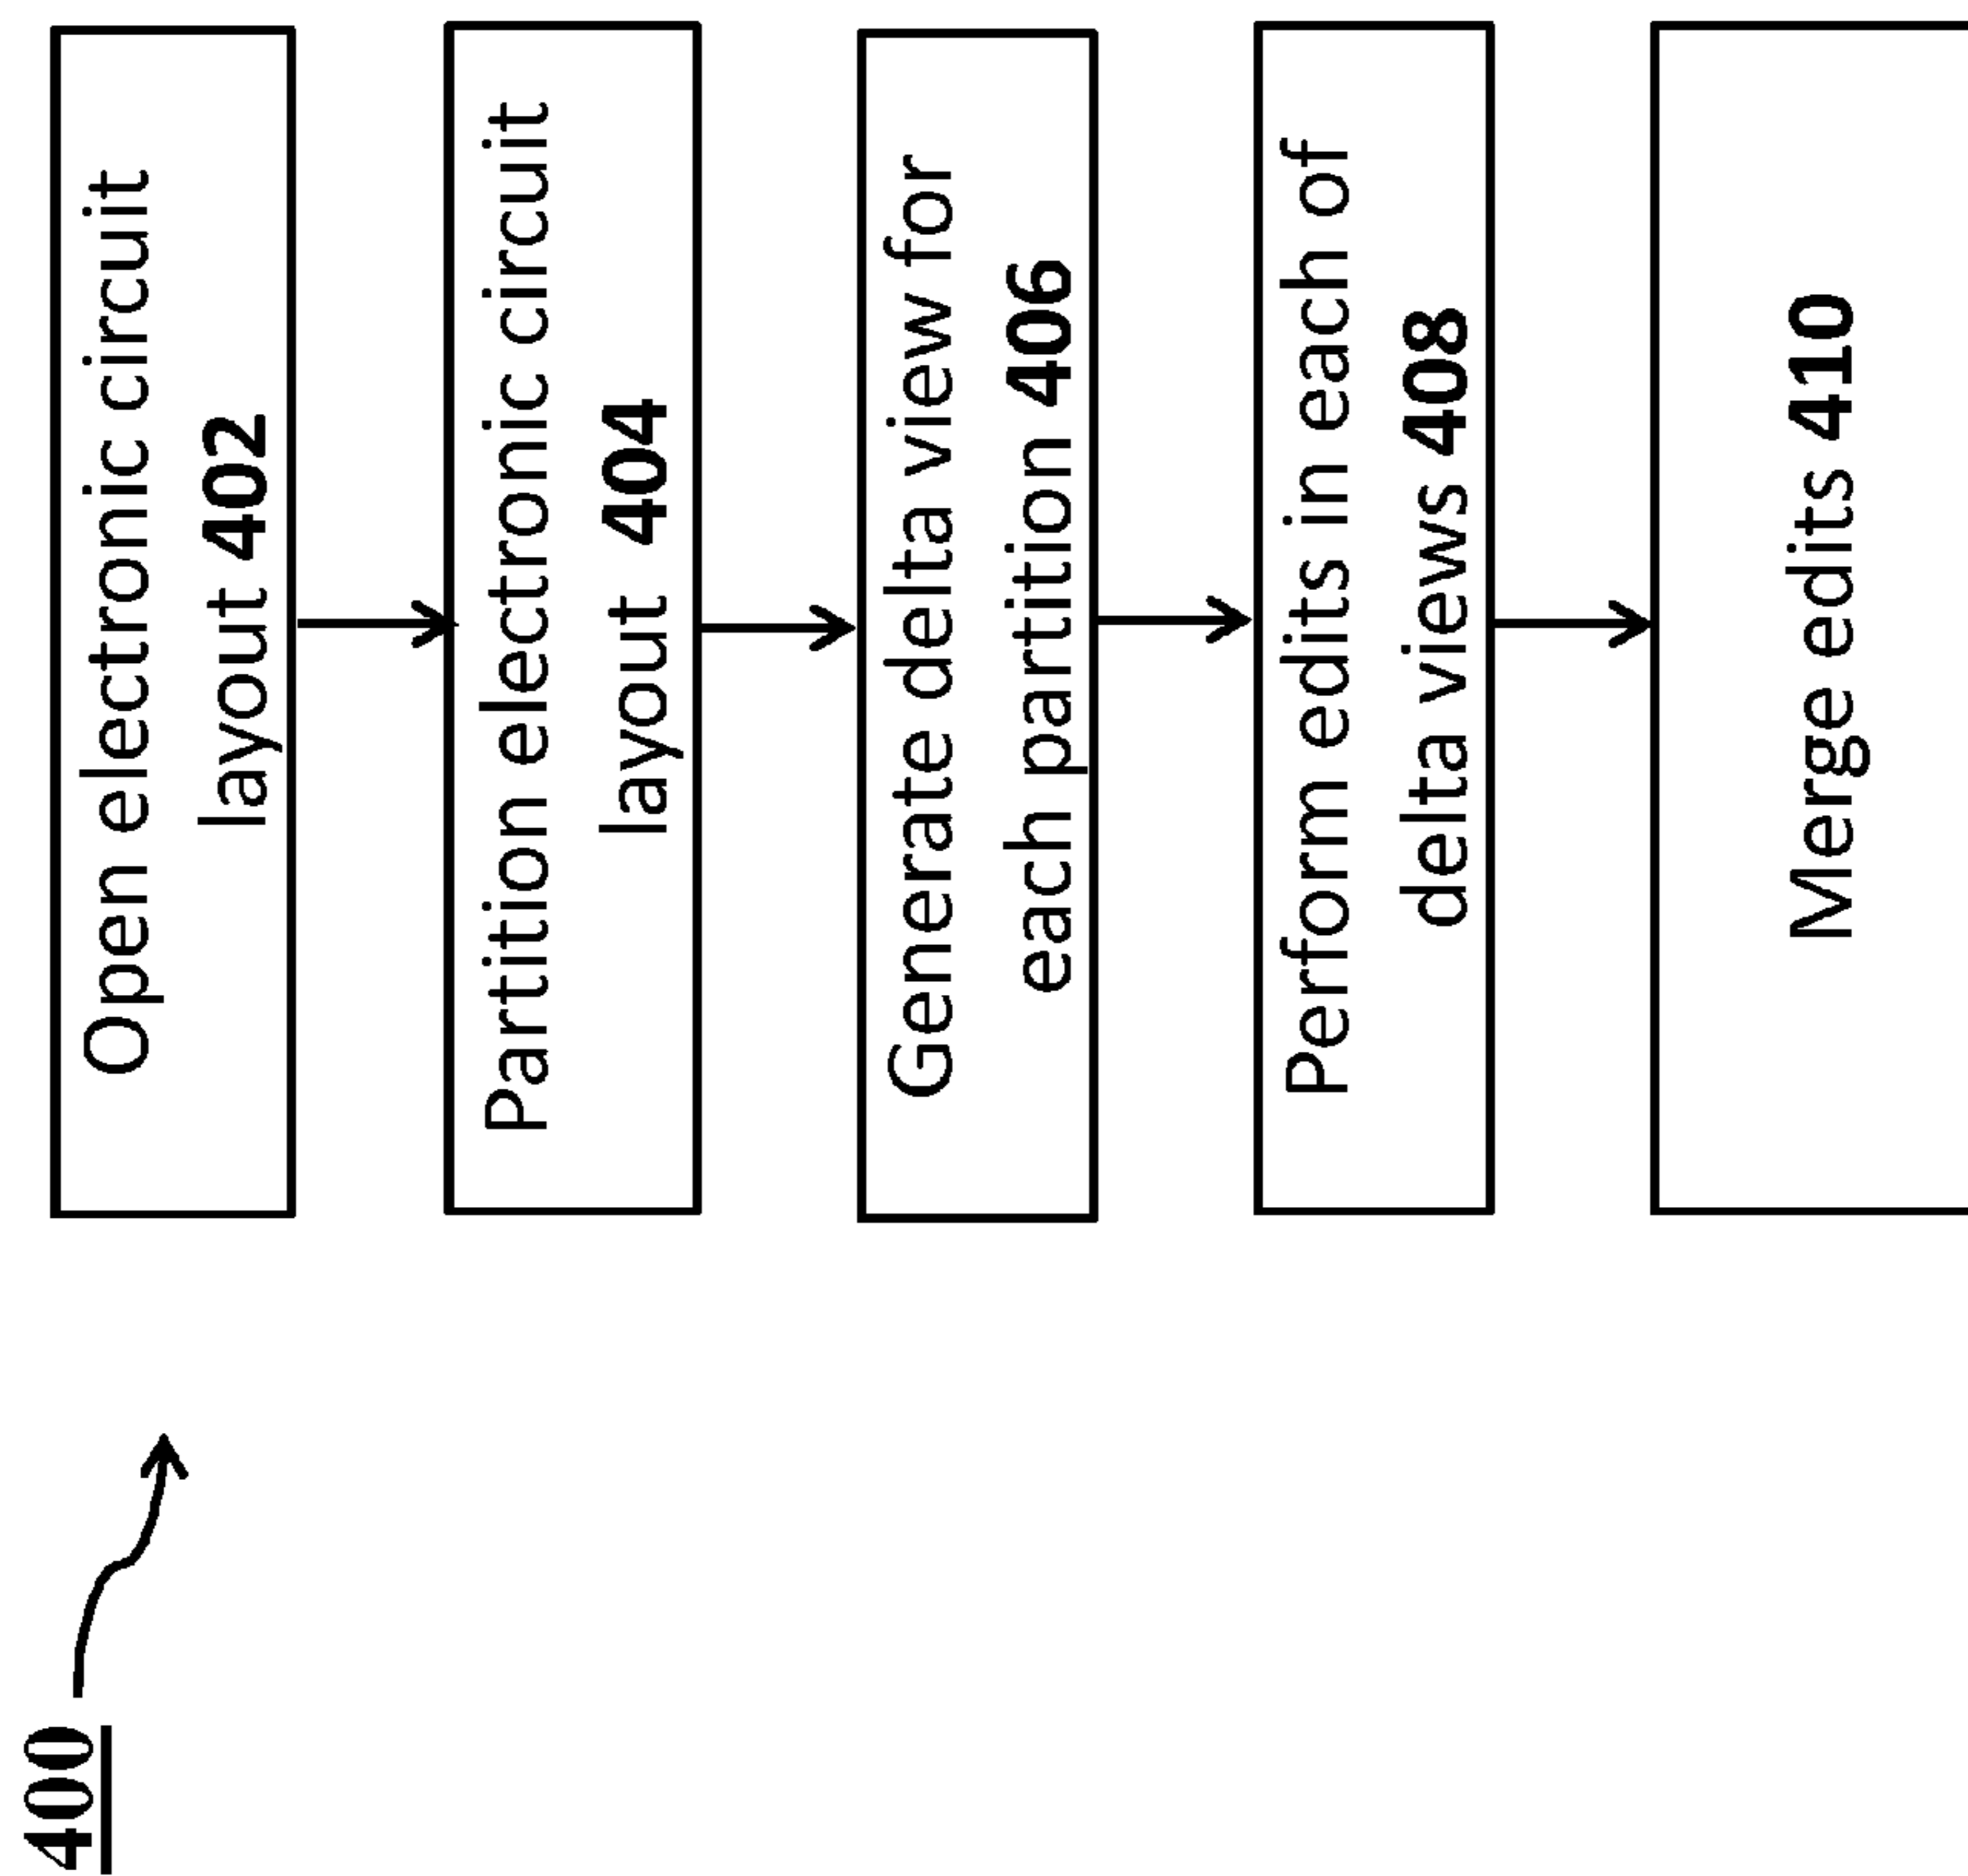 400
Open electronic circuit
layout 402
Partition electronic circuit
layout 404
Generate delta view for
each partition 406
Perform edits in each of
delta views 408
Merge edits 410